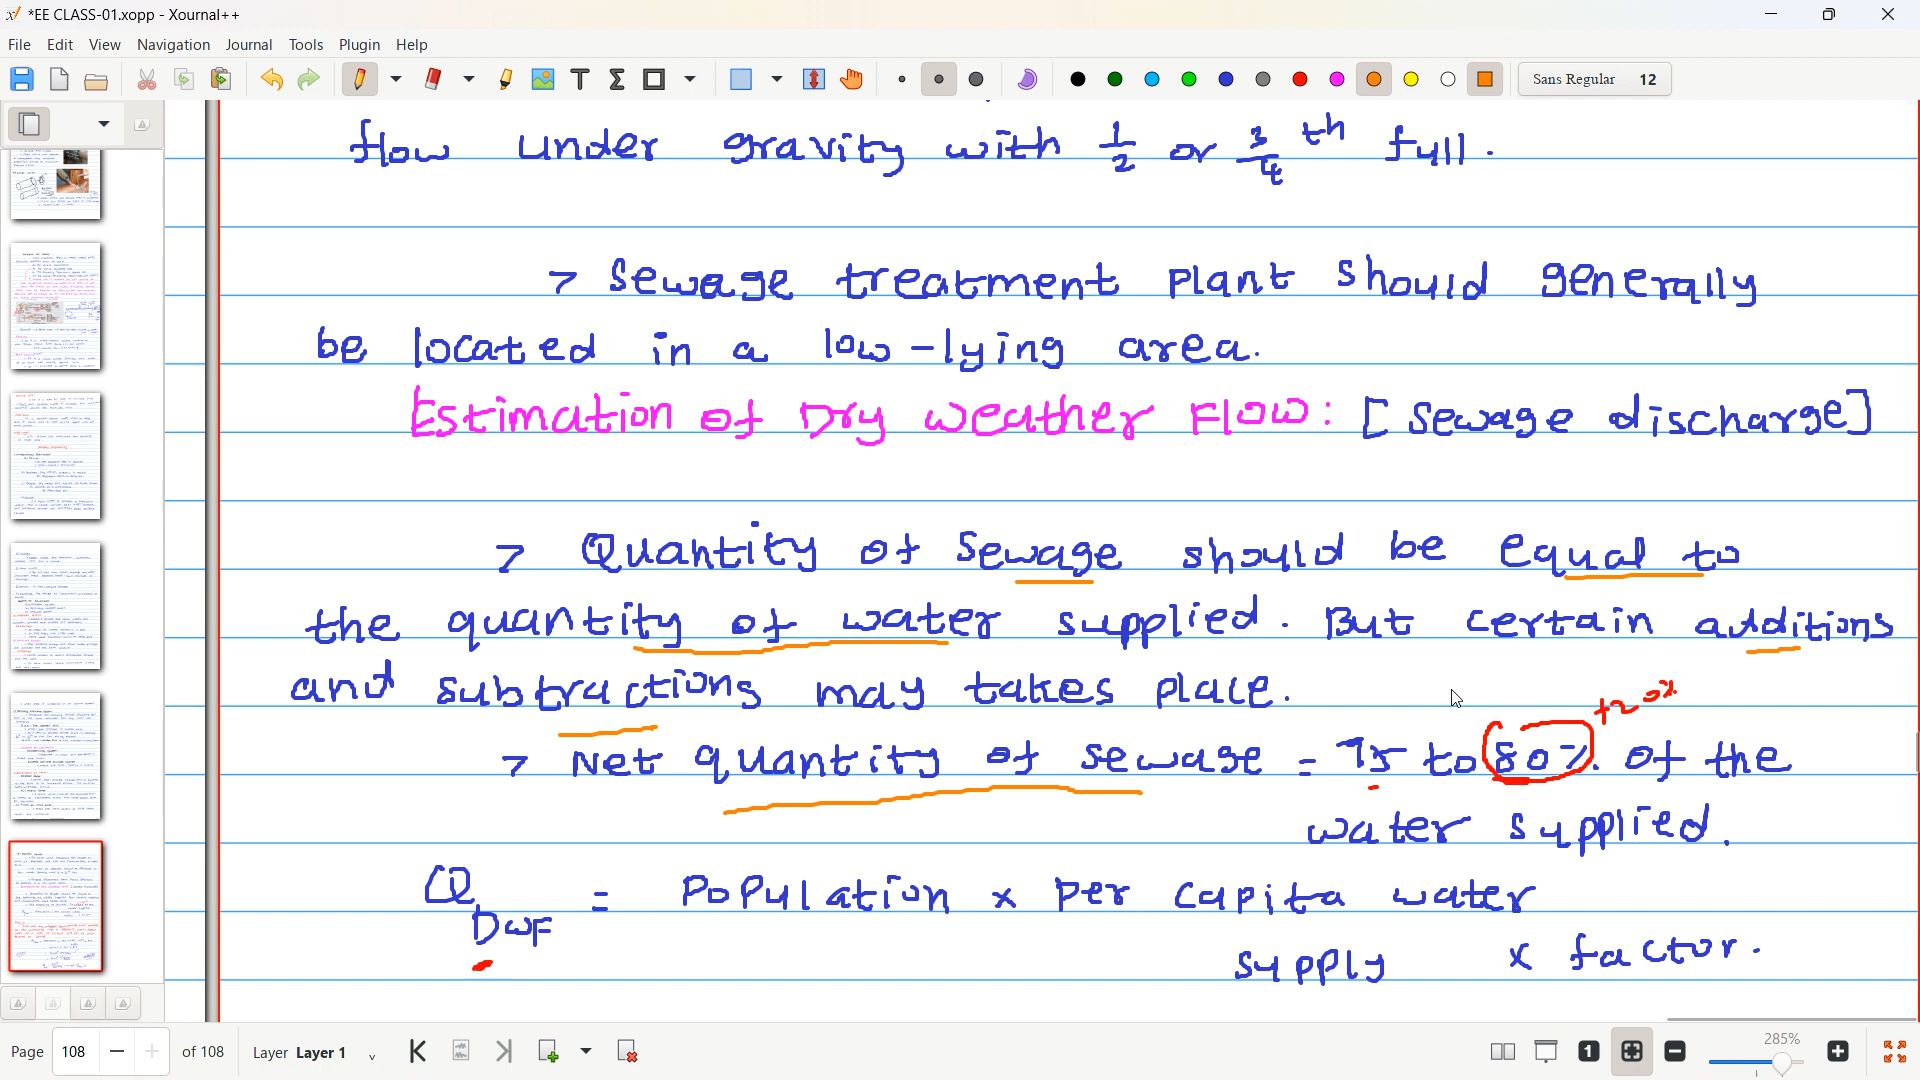 *EE CLASS-01.xopp - Xournal++
File Edit View Navigation Journal Tools Plugin Help
Sans Regular 12
flow under gravity with 1/2 or 3/4 th full.
> Sewage treatment plant should generally
be located in a low-lying area.
Estimation of Dry weather Flow: [Sewage discharge]
> Quantity of Sewage should be equal to
the quantity of water supplied. But certain additions
and subtractions may takes place.
+20%
> Net quantity of sewage = 75 to 80% of the
water supplied.
Q DWF = Population x per capita water
supply x factor.
Page 108 of 108 Layer Layer 1 1 285%